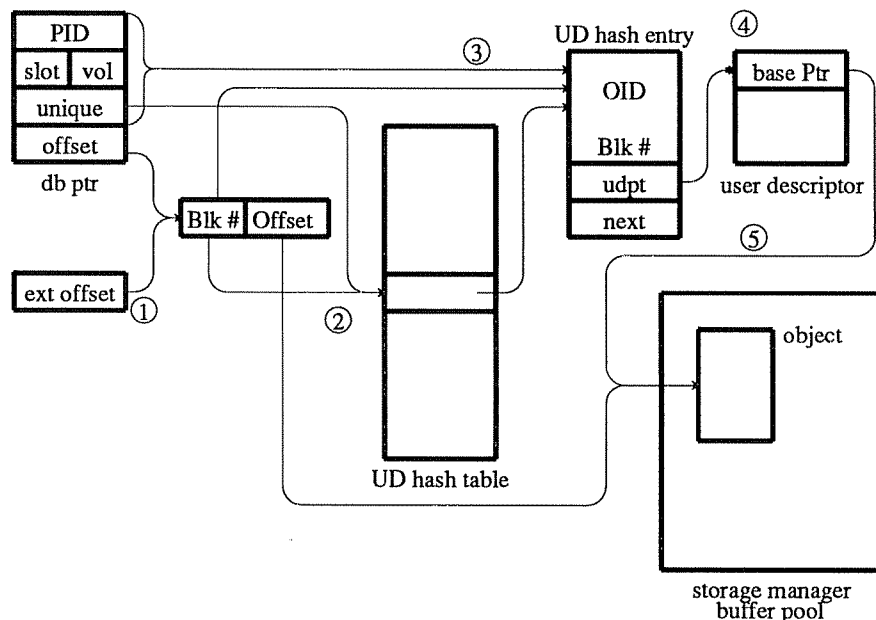 PID
slot vol
unique
offset
db ptr
ext offset
①
Blk # Offset
②
③
UD hash table
UD hash entry
OID
Blk #
udpt
next
④
base Ptr
user descriptor
⑤
object
storage manager
buffer pool